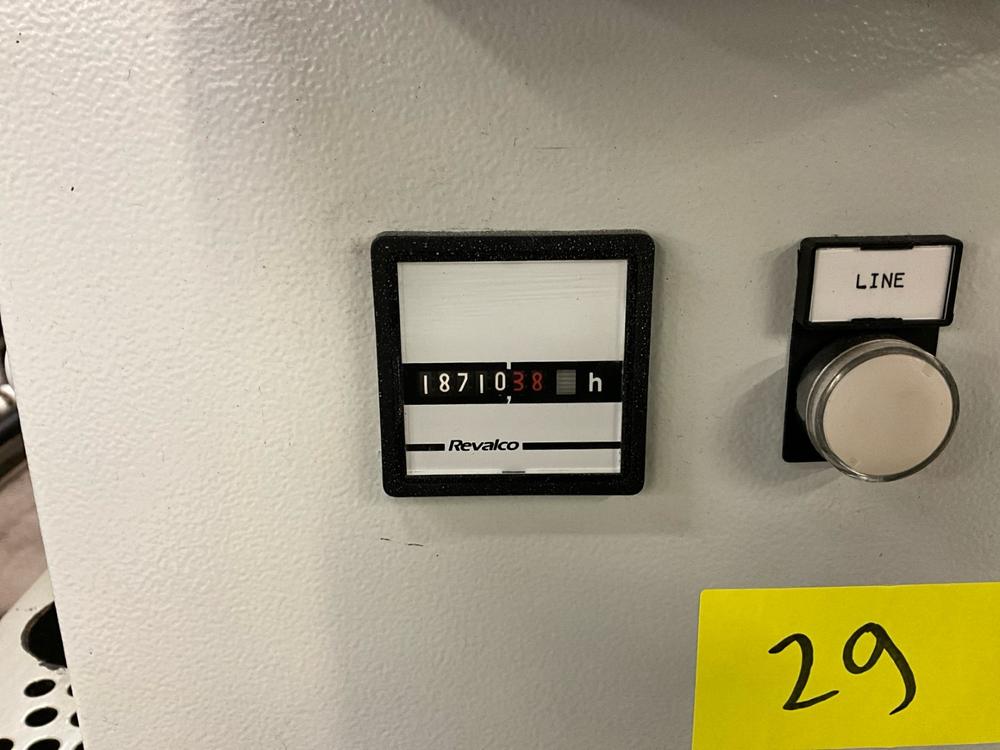 LINE
18710,38 h
Revalco
29